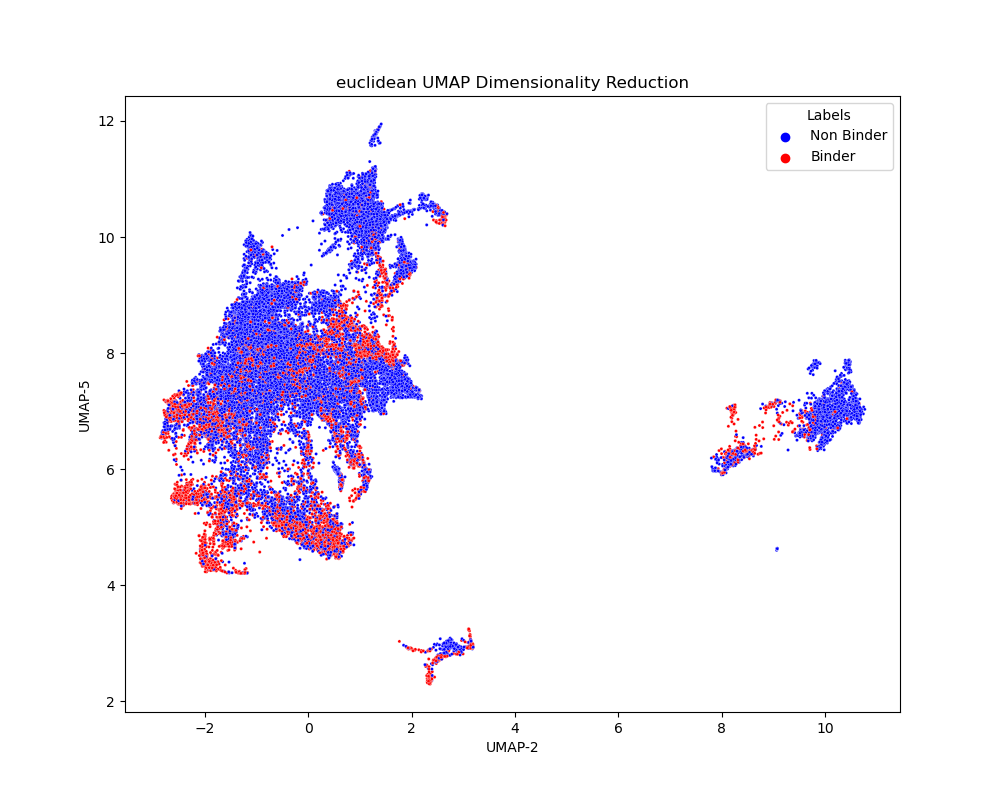 euclidean UMAP Dimensionality Reduction
Labels
Non Binder
Binder
12
10
8
6
4
2
UMAP-5
−2
0
2
4
6
8
10
UMAP-2